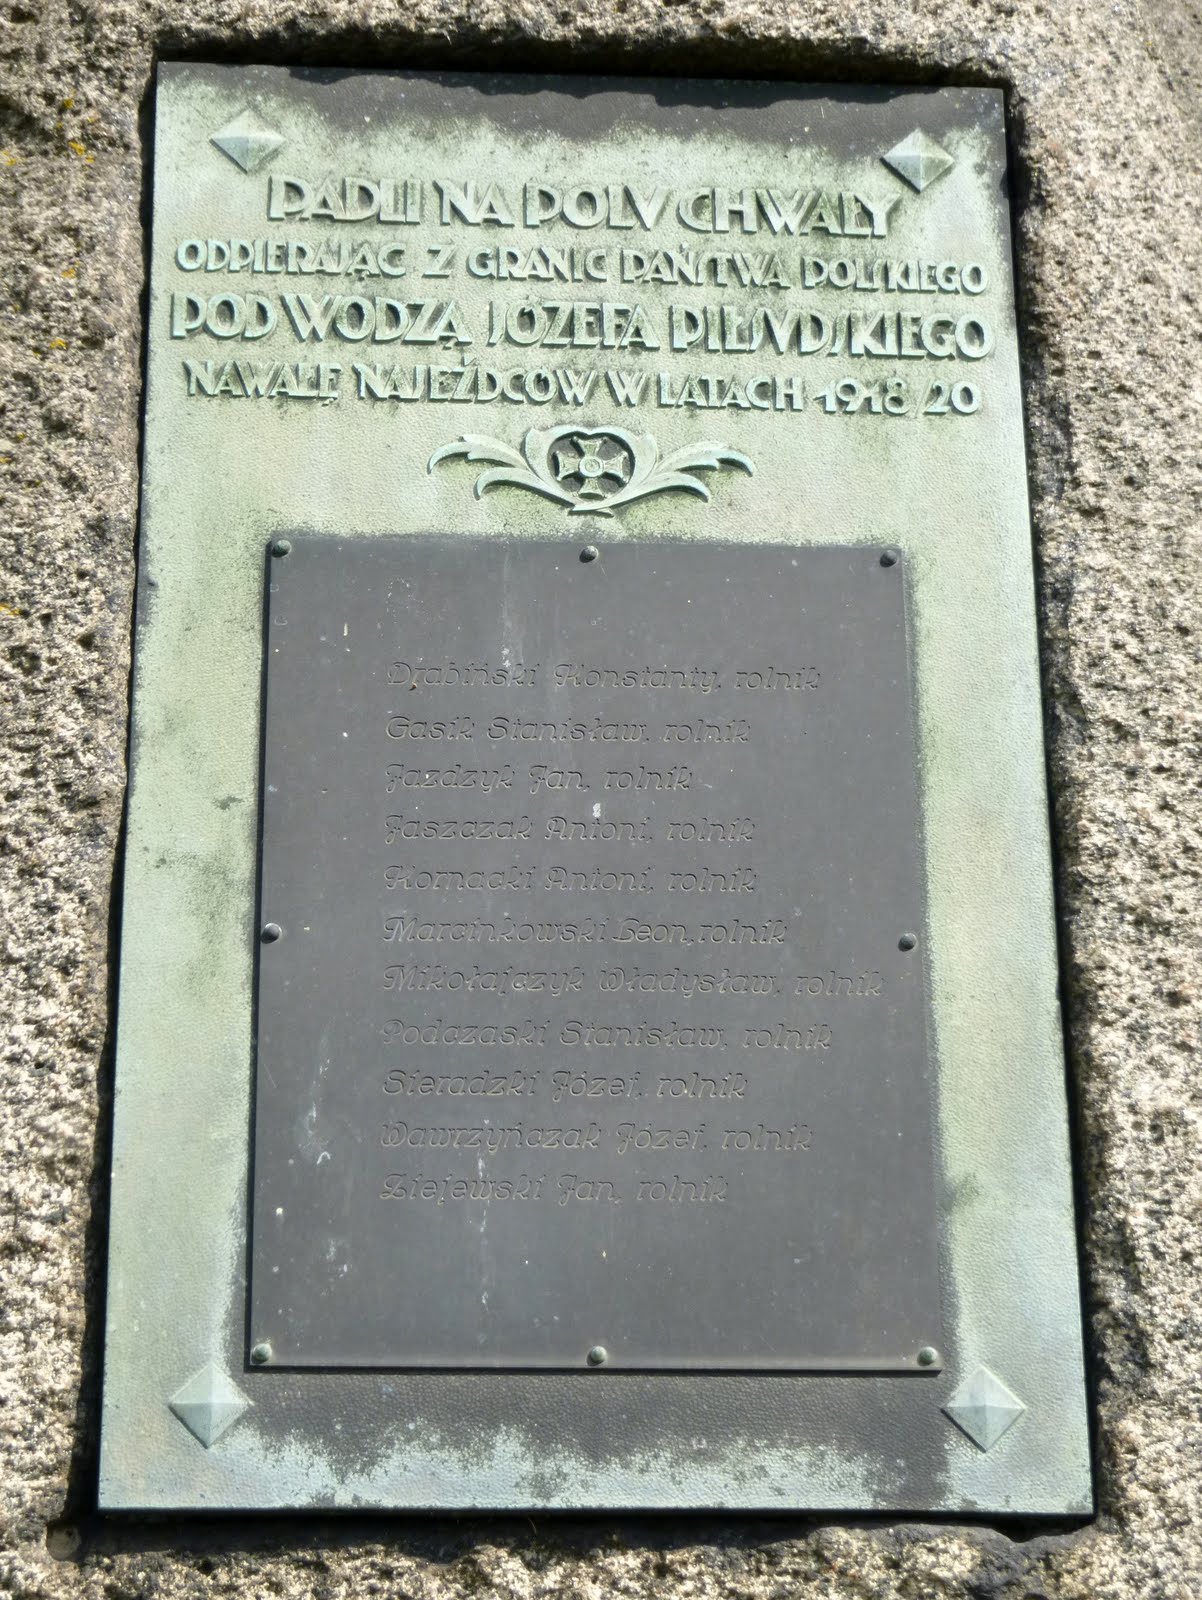 PADLI NA POLU CHWAŁY
ODPIERAJĄC Z GRANIC PAŃSTWA POLSKIEGO
POD WODZĄ JÓZEFA PIŁSUDSKIEGO
NAWAŁĘ NAJEŹDCÓW W LATACH 1918/20
Drabiński Konstanty, rolnik
Gasik Stanisław, rolnik
Jazdzyk Jan, rolnik
Jaszczak Antoni, rolnik
Kornacki Antoni, rolnik
Marcinkowski Leon, rolnik
Mikołajczyk Władysław, rolnik
Podczaski Stanisław, rolnik
Sieradzki Józef, rolnik
Wawrzyńczak Józef, rolnik
Ziejewski Jan, rolnik